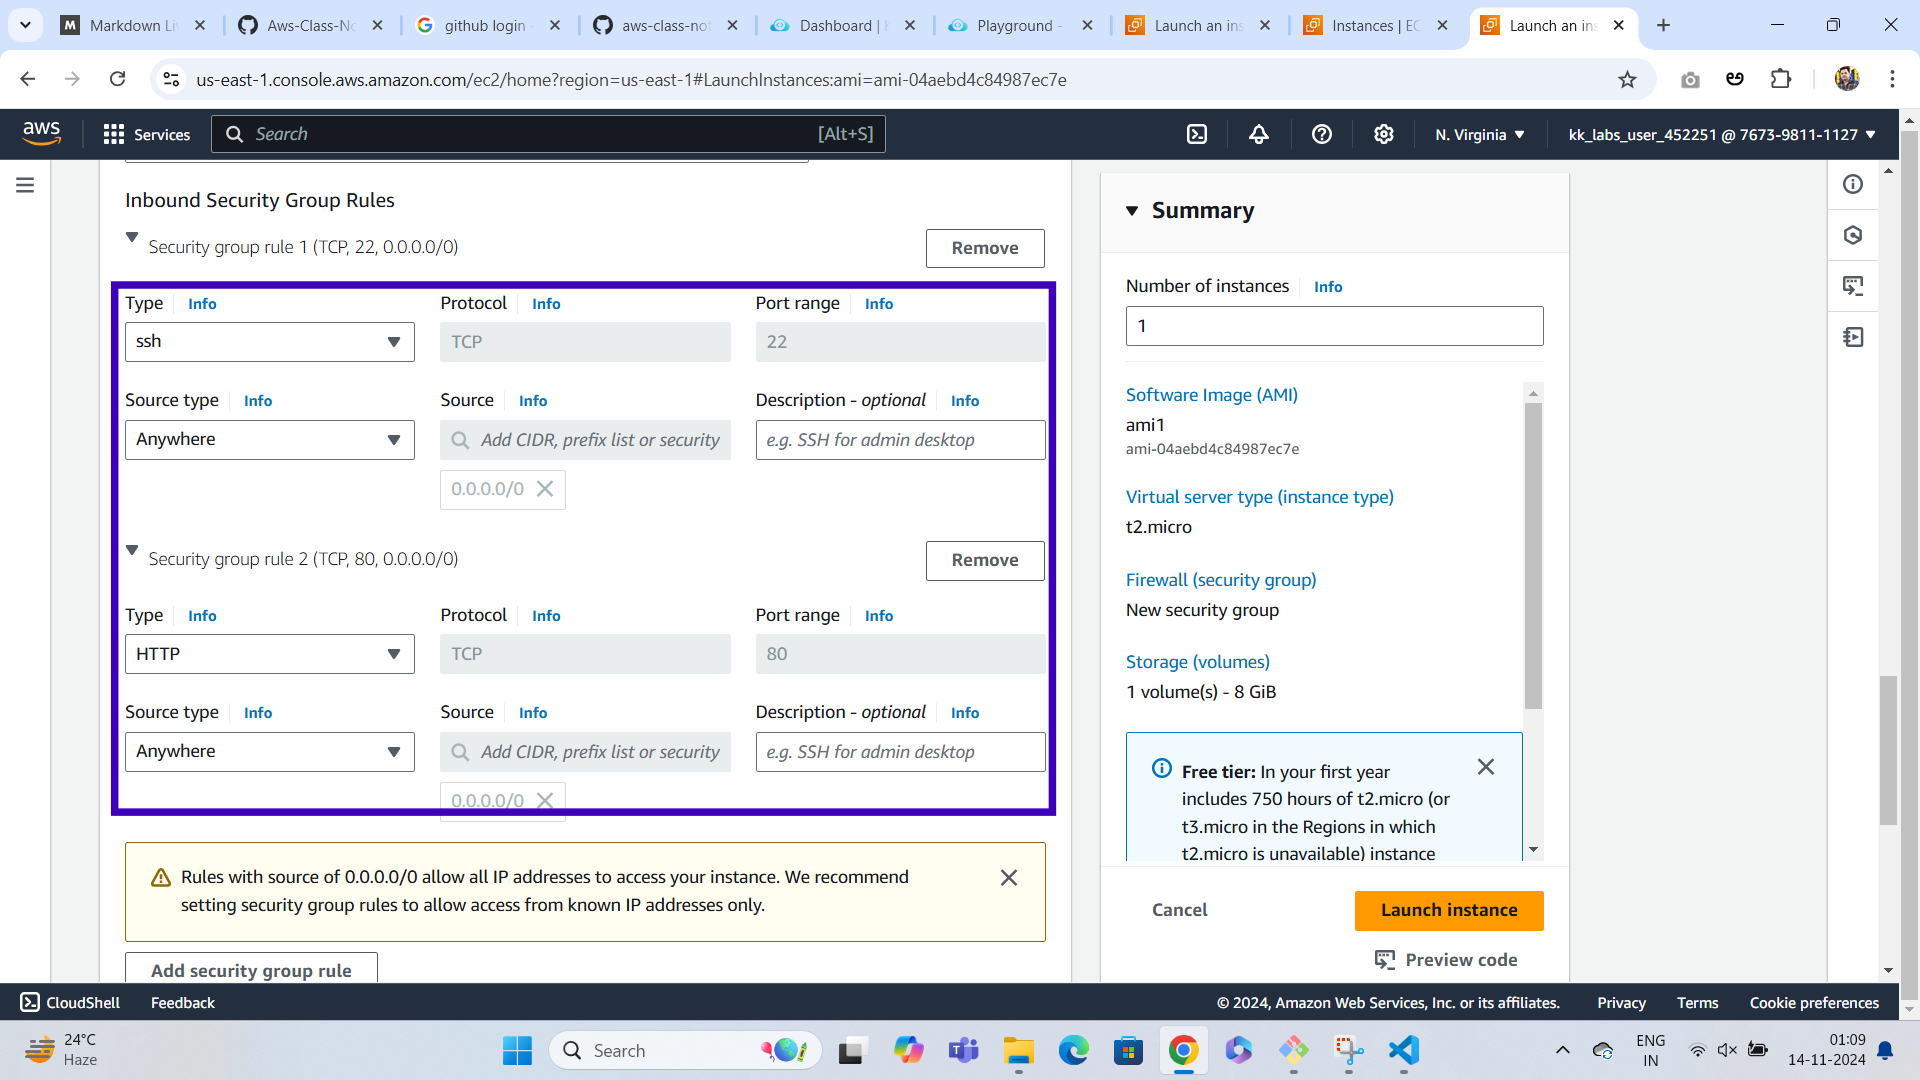 Markdown Li
Aws-Class-No
github login -
aws-class-not
Dashboard |
Playground -
Launch an ins
Instances | EC
Launch an ins
us-east-1.console.aws.amazon.com/ec2/home?region=us-east-1#LaunchInstances:ami=ami-04aebd4c84987ec7e
aws
Services
Search
[Alt+S]
N. Virginia
kk_labs_user_452251 @ 7673-9811-1127
Inbound Security Group Rules
Security group rule 1 (TCP, 22, 0.0.0.0/0)
Remove
Type Info
Protocol Info
Port range Info
ssh
TCP
22
Source type Info
Source Info
Description - optional Info
Anywhere
Add CIDR, prefix list or security
e.g. SSH for admin desktop
0.0.0.0/0
Security group rule 2 (TCP, 80, 0.0.0.0/0)
Remove
Type Info
Protocol Info
Port range Info
HTTP
TCP
80
Source type Info
Source Info
Description - optional Info
Anywhere
Add CIDR, prefix list or security
e.g. SSH for admin desktop
0.0.0.0/0
Rules with source of 0.0.0.0/0 allow all IP addresses to access your instance. We recommend
setting security group rules to allow access from known IP addresses only.
Add security group rule
Summary
Number of instances Info
1
Software Image (AMI)
ami1
ami-04aebd4c84987ec7e
Virtual server type (instance type)
t2.micro
Firewall (security group)
New security group
Storage (volumes)
1 volume(s) - 8 GiB
Free tier: In your first year
includes 750 hours of t2.micro (or
t3.micro in the Regions in which
t2.micro is unavailable) instance
Cancel
Launch instance
Preview code
CloudShell
Feedback
© 2024, Amazon Web Services, Inc. or its affiliates.
Privacy
Terms
Cookie preferences
24°C
Haze
Search
ENG
IN
01:09
14-11-2024